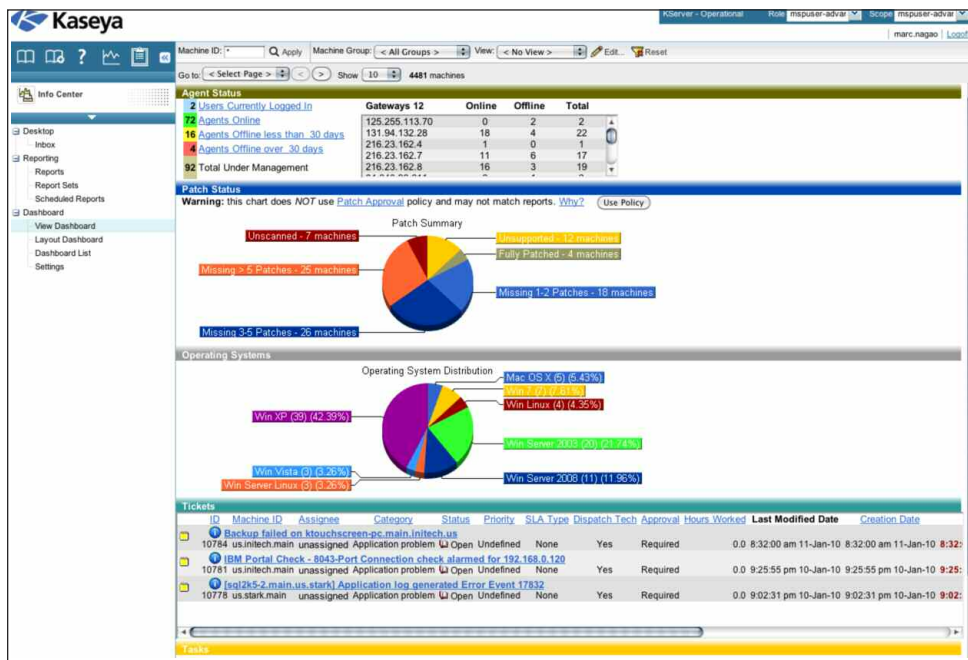 Kaseya
KServer - Operational Role mspuser-advar Scope mspuser-advar
marc.nagao Logoff
Machine ID: * Apply Machine Group: < All Groups > View: < No View > Edit... Reset
Go to: < Select Page > < > Show 10 4481 machines
Info Center
Desktop
Inbox
Reporting
Reports
Report Sets
Scheduled Reports
Dashboard
View Dashboard
Layout Dashboard
Dashboard List
Settings
Agent Status
2 Users Currently Logged In
72 Agents Online
16 Agents Offline less than 30 days
4 Agents Offline over 30 days
92 Total Under Management
Gateways 12 Online Offline Total
125.255.113.70 0 2 2
131.94.132.28 18 4 22
216.23.162.4 1 0 1
216.23.162.7 11 6 17
216.23.162.8 16 3 19
Patch Status
Warning: this chart does NOT use Patch Approval policy and may not match reports. Why? Use Policy
Patch Summary
Unscanned - 7 machines
Unsupported - 12 machines
Fully Patched - 4 machines
Missing > 5 Patches - 25 machines
Missing 1-2 Patches - 18 machines
Missing 3-5 Patches - 26 machines
Operating Systems
Operating System Distribution
Mac OS X (5) (5.43%)
Win 7 (7) (7.61%)
Win Linux (4) (4.35%)
Win XP (39) (42.39%)
Win Server 2003 (20) (21.74%)
Win Vista (3) (3.26%)
Win Server Linux (3) (3.26%)
Win Server 2008 (11) (11.96%)
Tickets
ID Machine ID Assignee Category Status Priority SLA Type Dispatch Tech Approval Hours Worked Last Modified Date Creation Date
Backup failed on ktouchscreen-pc.main.initech.us
10784 us.initech.main unassigned Application problem Open Undefined None Yes Required 0.0 8:32:00 am 11-Jan-10 8:32:00 am 11-Jan-10 8:32:
IBM Portal Check - 8043-Port Connection check alarmed for 192.168.0.120
10781 us.initech.main unassigned Application problem Open Undefined None Yes Required 0.0 9:25:55 pm 10-Jan-10 9:25:55 pm 10-Jan-10 9:25:
[sql2k5-2.main.us.stark] Application log generated Error Event 17832
10778 us.stark.main unassigned Application problem Open Undefined None Yes Required 0.0 9:02:31 pm 10-Jan-10 9:02:31 pm 10-Jan-10 9:02:
Tasks